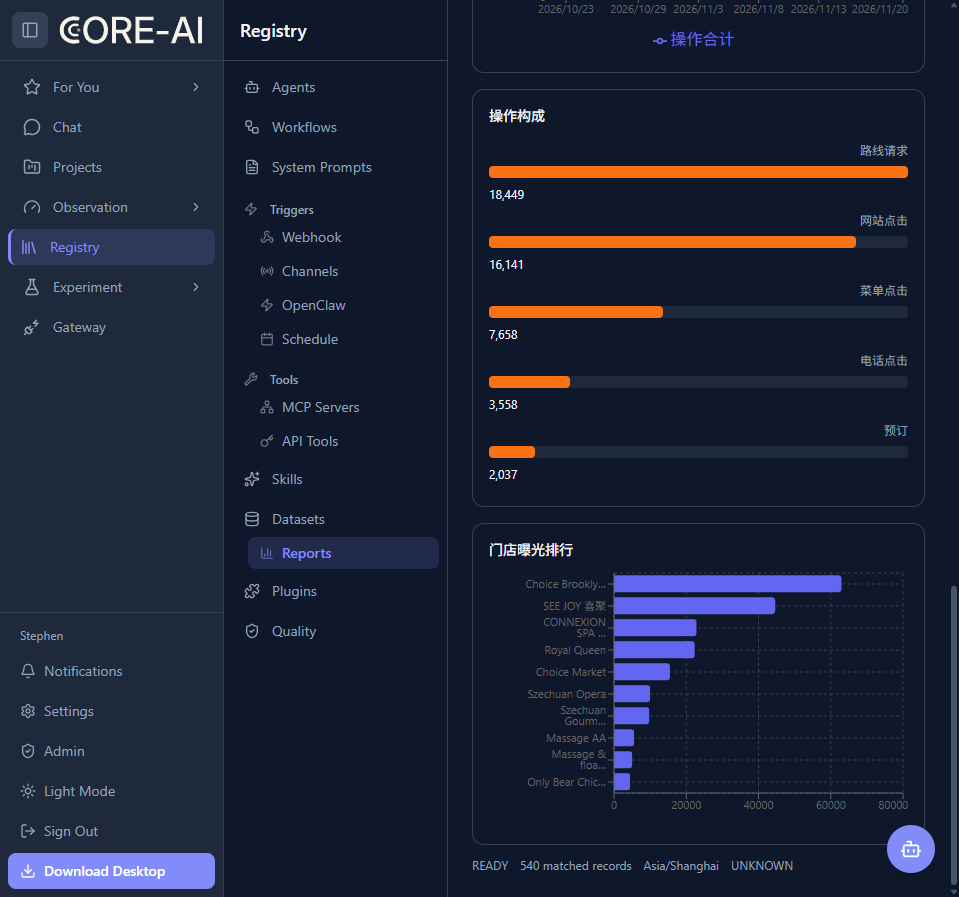 CORE-AI
For You
Chat
Projects
Observation
Registry
Experiment
Gateway
Stephen
Notifications
Settings
Admin
Light Mode
Sign Out
Download Desktop
Registry
Agents
Workflows
System Prompts
Triggers
Webhook
Channels
OpenClaw
Schedule
Tools
MCP Servers
API Tools
Skills
Datasets
Reports
Plugins
Quality
2026/10/23 2026/10/29 2026/11/3 2026/11/8 2026/11/13 2026/11/20
操作合计
操作构成
路线请求
18,449
网站点击
16,141
菜单点击
7,658
电话点击
3,558
预订
2,037
门店曝光排行
Choice Brookly...
SEE JOY 喜聚
CONNEXION
SPA ...
Royal Queen
Choice Market
Szechuan Opera
Szechuan
Gourm...
Massage AA
Massage &
floa...
Only Bear Chic...
0 20000 40000 60000 80000
READY 540 matched records Asia/Shanghai UNKNOWN